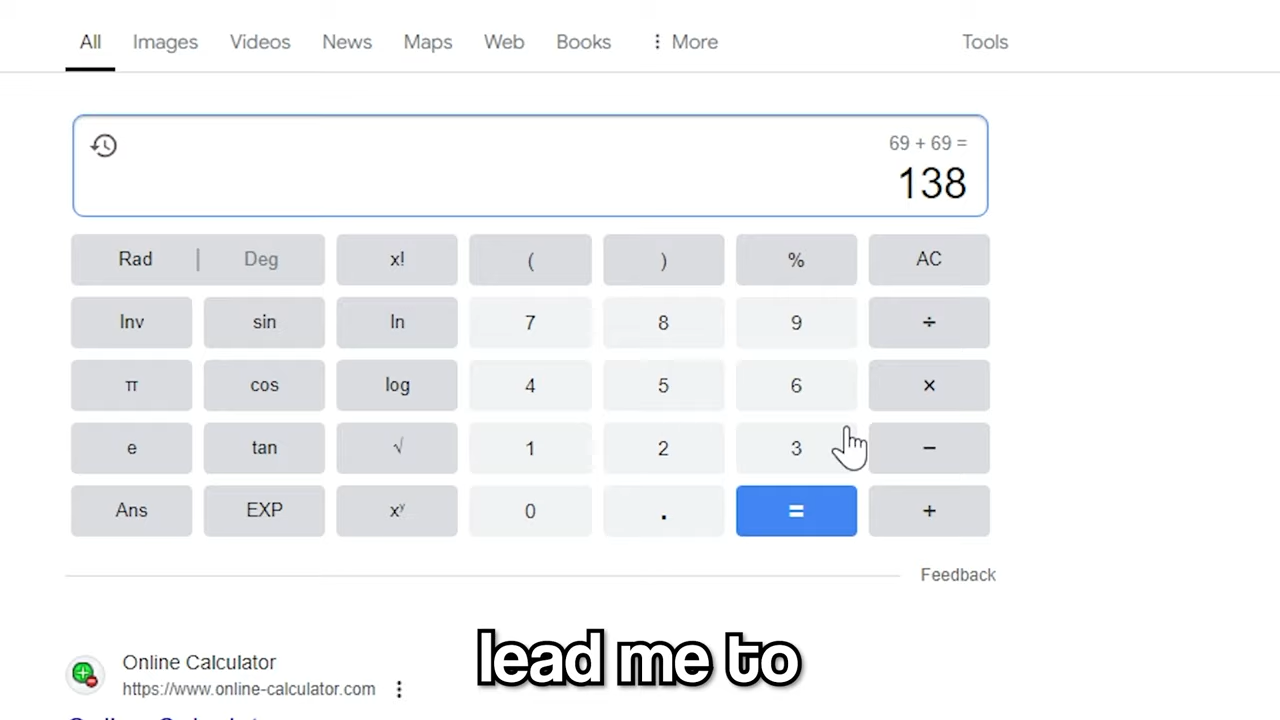 All Images Videos News Maps Web Books ⋮ More Tools
69 + 69 =
138
Rad | Deg x! ( ) % AC
Inv sin ln 7 8 9 ÷
π cos log 4 5 6 ×
e tan √ 1 2 3 −
Ans EXP xʸ 0 . = +
Feedback
lead me to
Online Calculator
https://www.online-calculator.com